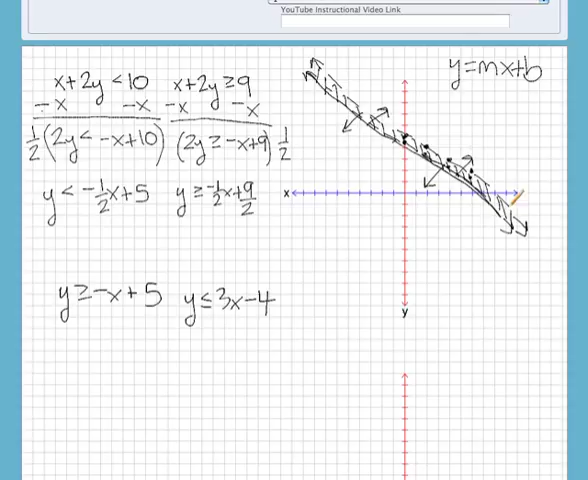 YouTube Instructional Video Link
x+2y<10 x+2y≥9 y=mx+b
-x -x -x -x
1/2(2y<-x+10) (2y≥-x+9)1/2
y<-1/2x+5 y≥-1/2x+9/2
x
y≥-x+5 y≤3x-4
y